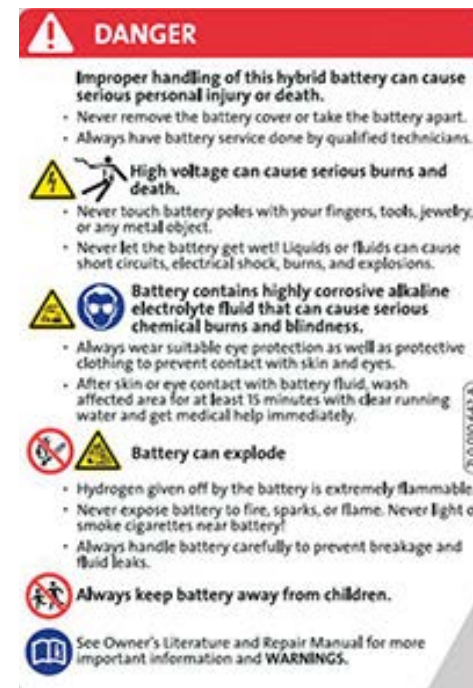 DANGER
Improper handling of this hybrid battery can cause
serious personal injury or death.
• Never remove the battery cover or take the battery apart.
• Always have battery service done by qualified technicians.
High voltage can cause serious burns and
death.
• Never touch battery poles with your fingers, tools, jewelry,
or any metal object.
• Never let the battery get wet! Liquids or fluids can cause
short circuits, electrical shock, burns, and explosions.
Battery contains highly corrosive alkaline
electrolyte fluid that can cause serious
chemical burns and blindness.
• Always wear suitable eye protection as well as protective
clothing to prevent contact with skin and eyes.
• After skin or eye contact with battery fluid, wash
affected area for at least 15 minutes with clear running
water and get medical help immediately.
Battery can explode
• Hydrogen given off by the battery is extremely flammable
• Never expose battery to fire, sparks, or flame. Never light
smoke cigarettes near battery!
• Always handle battery carefully to prevent breakage and
fluid leaks.
Always keep battery away from children.
See Owner's Literature and Repair Manual for more
important information and WARNINGS.